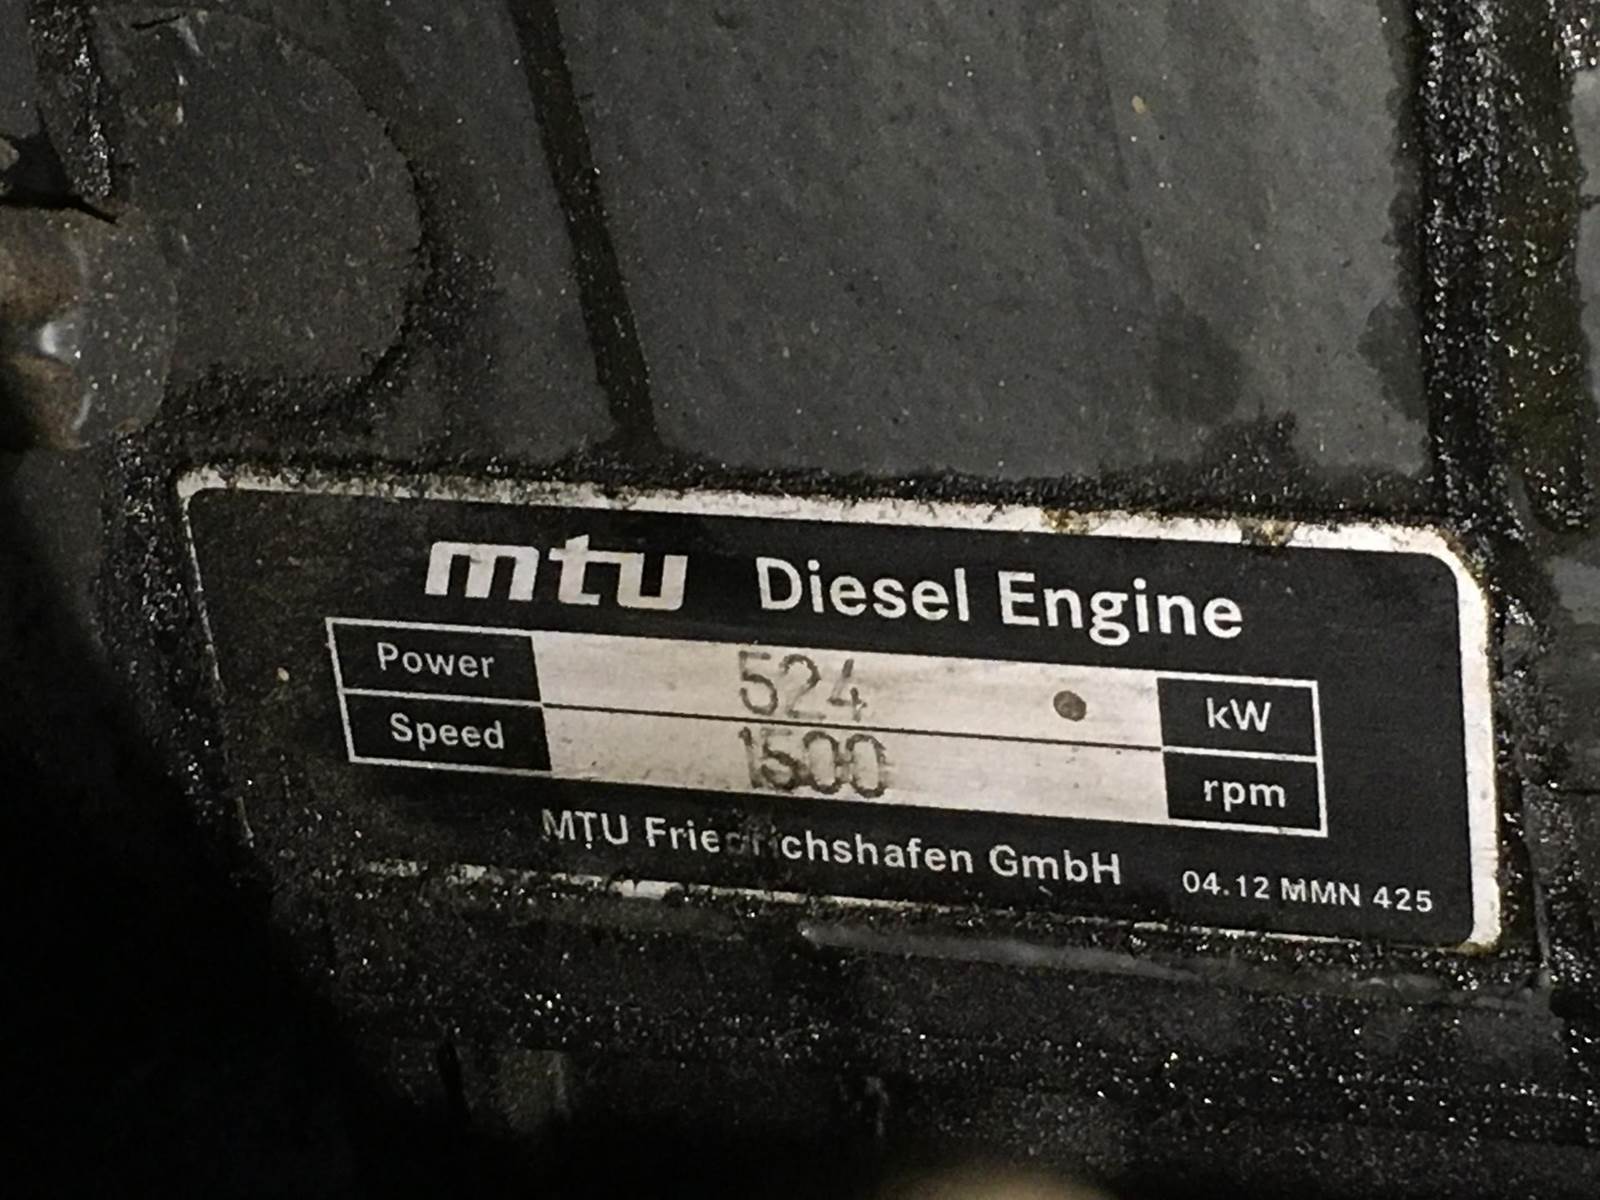 mtu Diesel Engine
Power 524 kW
Speed 1500 rpm
MTU Friedrichshafen GmbH
04.12 MMN 425